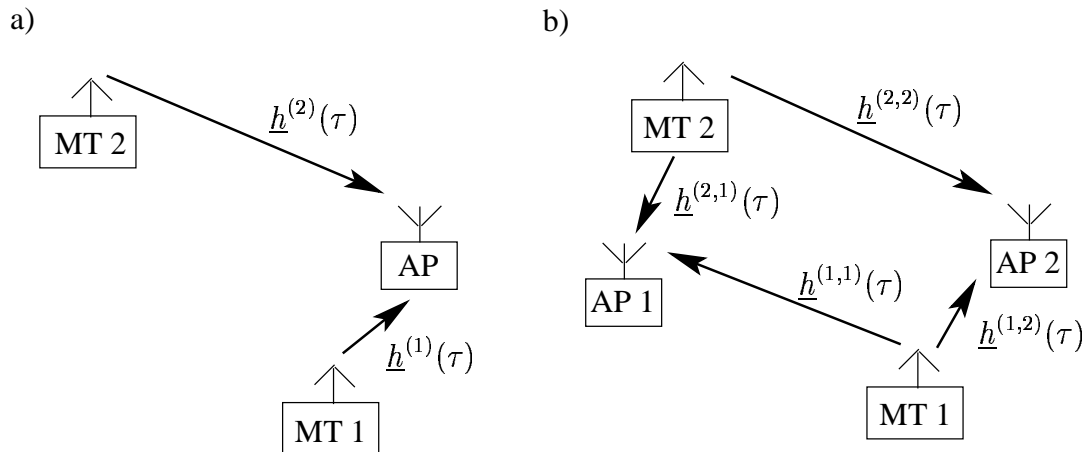 a)
MT 2
h^(2)(τ)
AP
h^(1)(τ)
MT 1
b)
MT 2
h^(2,2)(τ)
h^(2,1)(τ)
AP 1
h^(1,1)(τ)
AP 2
h^(1,2)(τ)
MT 1